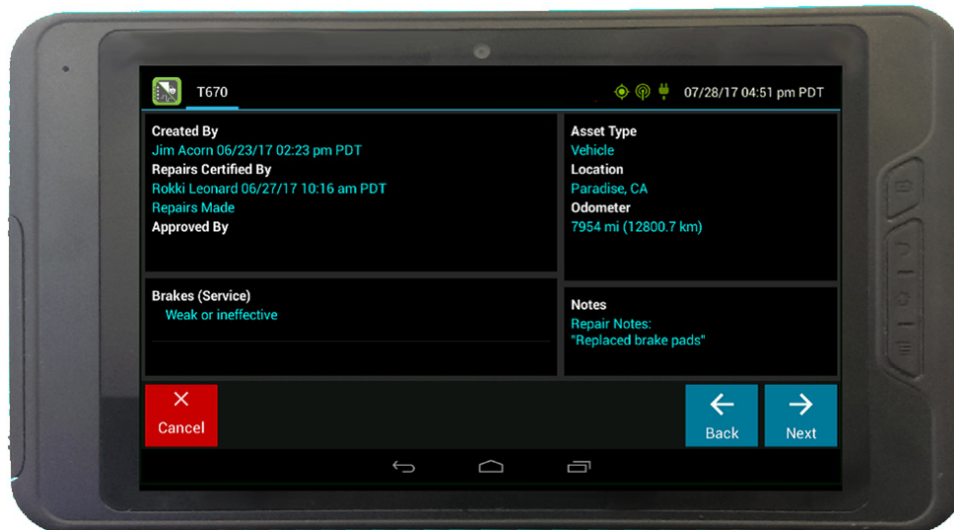 T670
07/28/17 04:51 pm PDT
Created By
Jim Acorn 06/23/17 02:23 pm PDT
Repairs Certified By
Rokki Leonard 06/27/17 10:16 am PDT
Repairs Made
Approved By
Asset Type
Vehicle
Location
Paradise, CA
Odometer
7954 mi (12800.7 km)
Brakes (Service)
Weak or ineffective
Notes
Repair Notes:
"Replaced brake pads"
Cancel
Back
Next